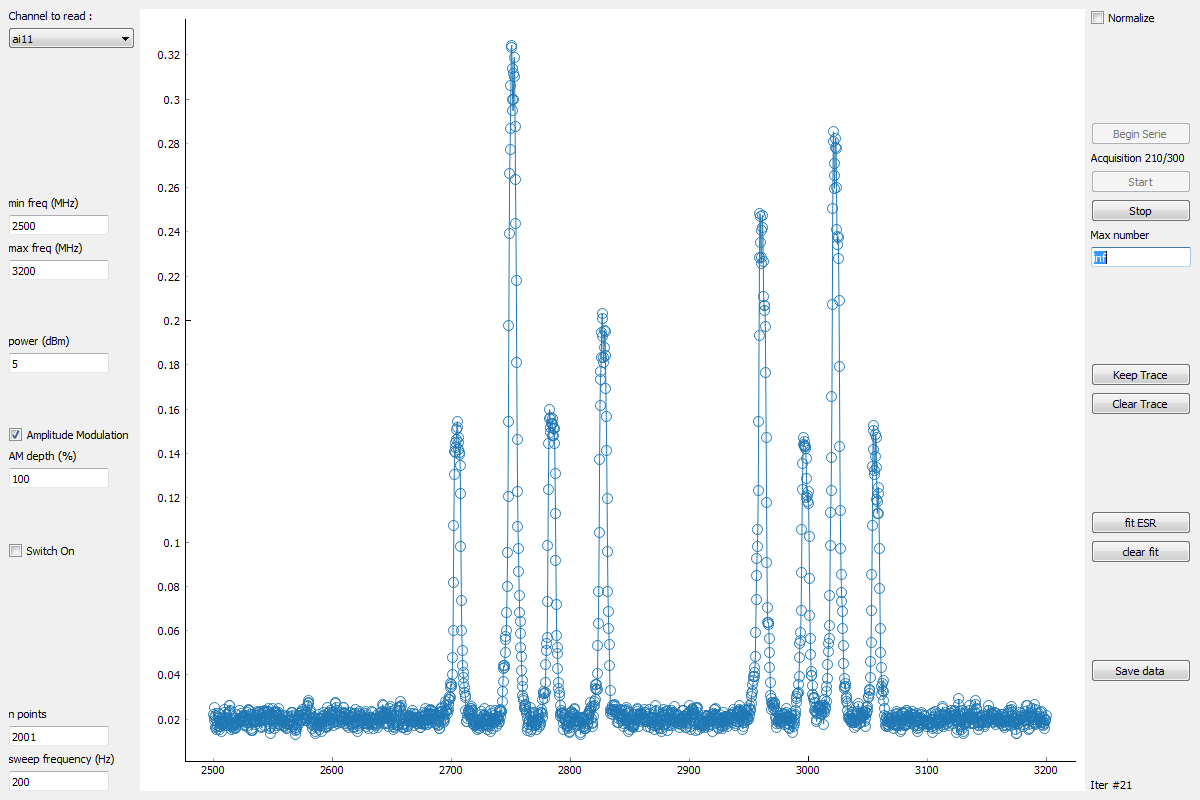 Channel to read :
ai11
min freq (MHz)
2500
max freq (MHz)
3200
power (dBm)
5
Amplitude Modulation
AM depth (%)
100
Switch On
n points
2001
sweep frequency (Hz)
200
0.32
0.3
0.28
0.26
0.24
0.22
0.2
0.18
0.16
0.14
0.12
0.1
0.08
0.06
0.04
0.02
2500 2600 2700 2800 2900 3000 3100 3200
Normalize
Begin Serie
Acquisition 210/300
Start
Stop
Max number
inf
Keep Trace
Clear Trace
fit ESR
clear fit
Save data
Iter #21